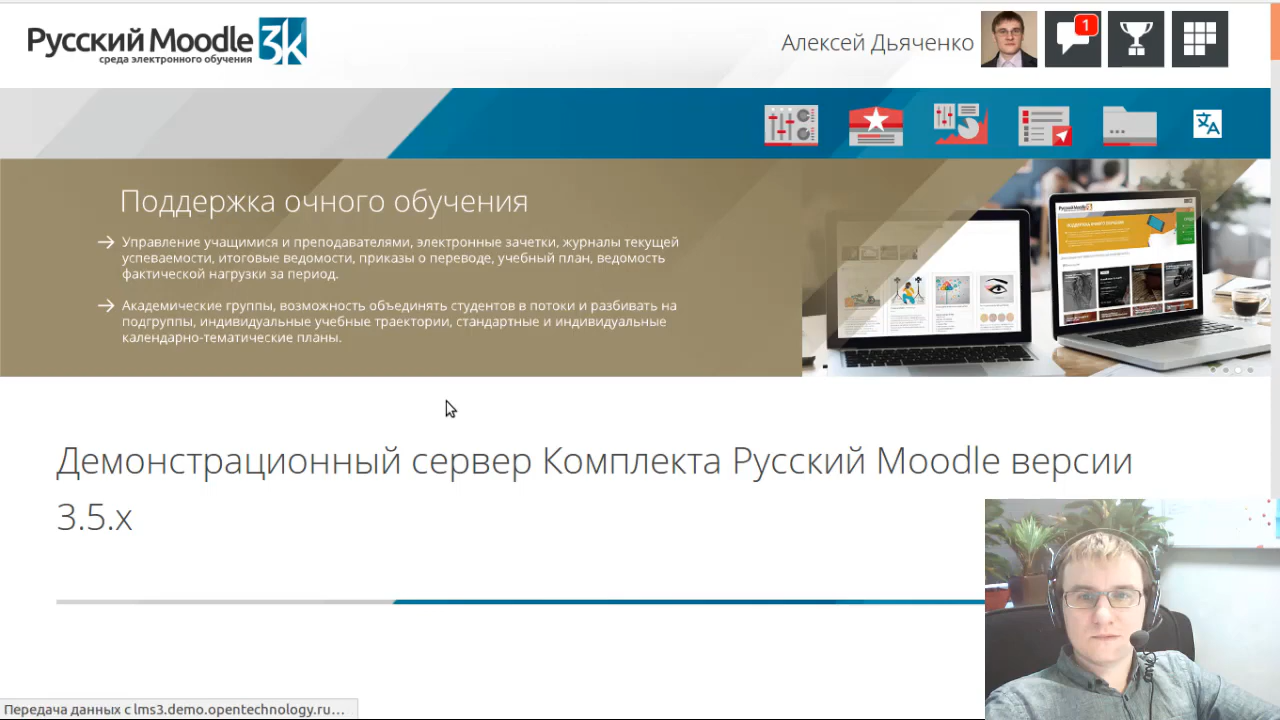 Русский Moodle 3k
среда электронного обучения
Алексей Дьяченко
1
Поддержка очного обучения
Управление учащимися и преподавателями, электронные зачетки, журналы текущей
успеваемости, итоговые ведомости, приказы о переводе, учебный план, ведомость
фактической нагрузки за период.
Академические группы, возможность объединять студентов в потоки и разбивать на
подгруппы, индивидуальные учебные траектории, стандартные и индивидуальные
календарно-тематические планы.
Демонстрационный сервер Комплекта Русский Moodle версии
3.5.x
Передача данных с lms3.demo.opentechnology.ru…